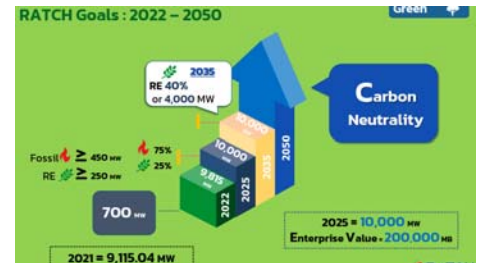 RATCH Goals : 2022 – 2050
Green
2035
RE 40%
or 4,000 MW
Carbon
Neutrality
Fossil ≥ 450 MW
RE ≥ 250 MW
75%
25%
10,000
10,000
9,815
2022
2025
2035
2050
700 MW
2025 = 10,000 MW
Enterprise Value = 200,000 MB
2021 = 9,115.04 MW